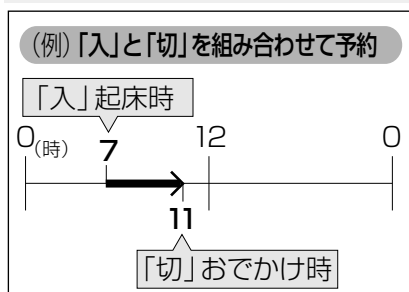 (例)「入」と「切」を組み合わせて予約
「入」起床時
0(時) 7 12 0
11
「切」おでかけ時